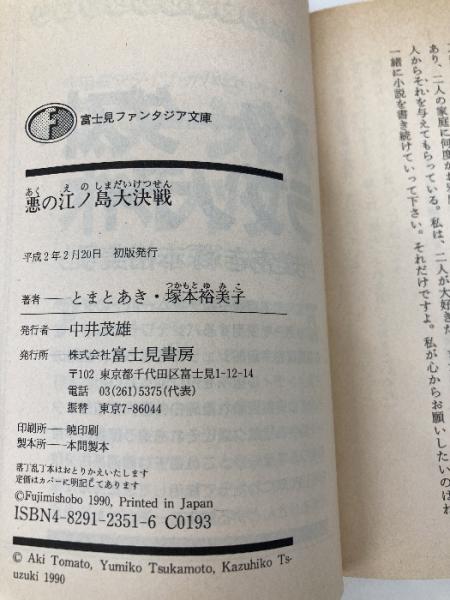 富士見ファンタジア文庫
あく え の しまだいけつせん
悪の江ノ島大決戦
平成2年2月20日 初版発行
つかもと ゆ み こ
著者――とまとあき・塚本裕美子
発行者―中井茂雄
発行所 株式会社富士見書房
〒102 東京都千代田区富士見1-12-14
電話 03(261)5375(代表)
振替 東京7-86044
印刷所―暁印刷
製本所―本間製本
落丁乱丁本はおとりかえいたします
定価はカバーに明記してあります
©Fujimishobo 1990, Printed in Japan
ISBN4-8291-2351-6 C0193
© Aki Tomato, Yumiko Tsukamoto, Kazuhiko Ts-
uzuki 1990
あり、二人の家庭に何度かお邪
人からそれを与えてもらっている。私は、二人が大好きだ。
一緒に小説を書き続けていって下さい。それだけですよ。私が心からお願いしたいのはね